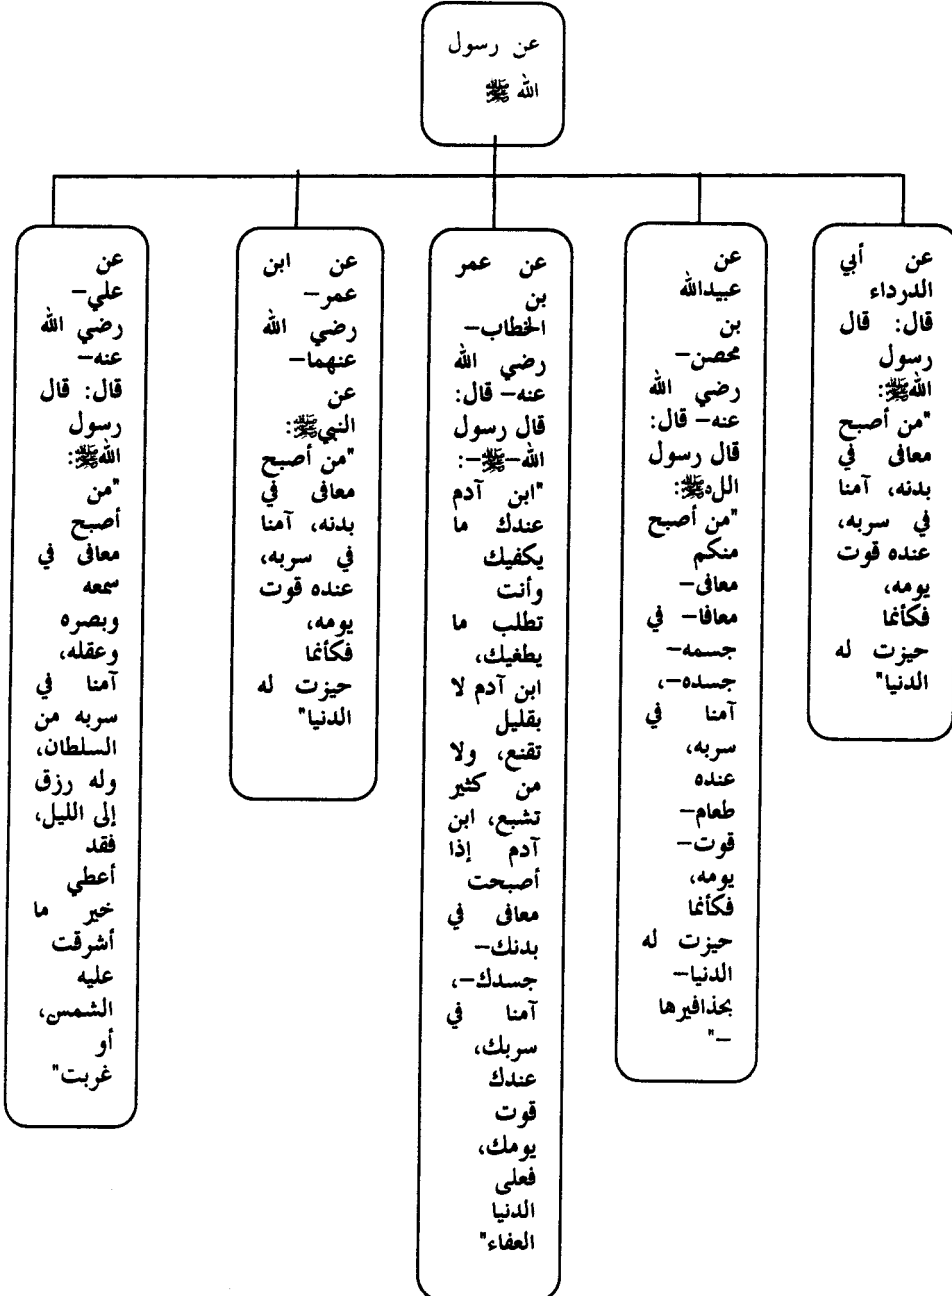 عن رسول
الله ﷺ
عن أبي
الدرداء
قال: قال
رسول
اللهﷺ:
"من أصبح
معافى في
بدنه، آمنا
في سربه،
عنده قوت
يومه،
فكأنما
حيزت له
الدنيا"
عن
عبيدالله
بن
محصن–
رضي الله
عنه– قال:
قال رسول
اللهﷺ:
"من أصبح
منكم
معافى–
معافا– في
جسمه–
جسده–،
آمنا في
سربه،
عنده
طعام–
قوت–
يومه،
فكأنما
حيزت له
الدنيا–
بحذافيرها
–"
عن عمر
بن
الخطاب–
رضي الله
عنه– قال:
قال رسول
الله–ﷺ–:
"ابن آدم
عندك ما
يكفيك
وأنت
تطلب ما
يطغيك،
ابن آدم لا
بقليل
تقنع، ولا
من كثير
تشبع، ابن
آدم إذا
أصبحت
معافى في
بدنك–
جسدك–،
آمنا في
سربك،
عندك
قوت
يومك،
فعلى
الدنيا
العفاء"
عن ابن
عمر–
رضي الله
عنهما–
عن
النبيﷺ:
"من أصبح
معافى في
بدنه، آمنا
في سربه،
عنده قوت
يومه،
فكأنما
حيزت له
الدنيا"
عن
علي–
رضي الله
عنه–
قال: قال
رسول
اللهﷺ:
"من
أصبح
معافى في
سمعه
وبصره
وعقله،
آمنا في
سربه من
السلطان،
وله رزق
إلى الليل،
فقد
أعطي
خير ما
أشرقت
عليه
الشمس،
أو
غربت"